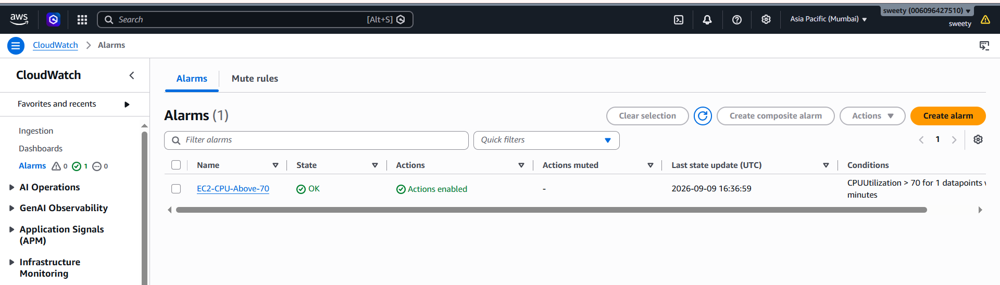 aws
Search
[Alt+S]
Asia Pacific (Mumbai)
sweety (006096427510)
sweety
CloudWatch
Alarms
CloudWatch
Favorites and recents
Ingestion
Dashboards
Alarms 0 1 0
AI Operations
GenAI Observability
Application Signals
(APM)
Infrastructure
Monitoring
Alarms
Mute rules
Alarms (1)
Clear selection
Create composite alarm
Actions
Create alarm
Filter alarms
Quick filters
1
Name
State
Actions
Actions muted
Last state update (UTC)
Conditions
EC2-CPU-Above-70
OK
Actions enabled
-
2026-09-09 16:36:59
CPUUtilization > 70 for 1 datapoints
minutes